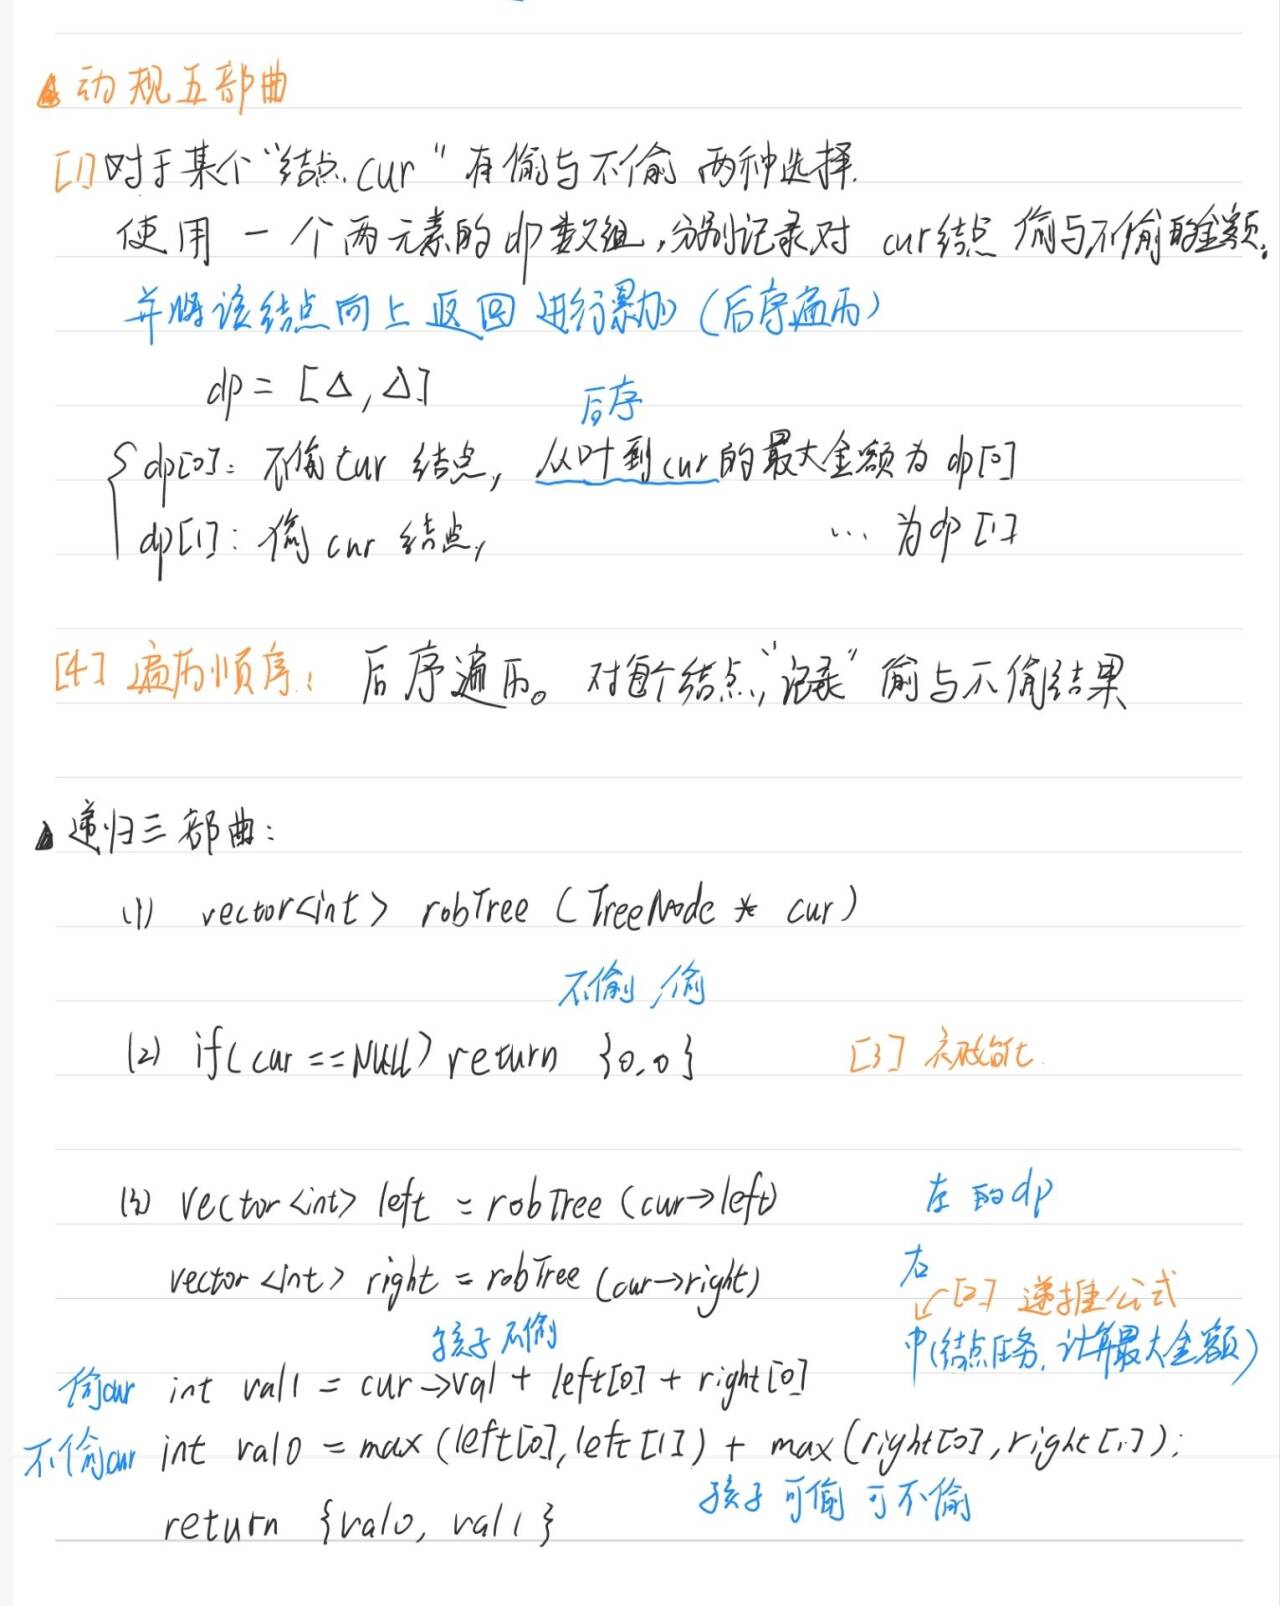 动规五部曲
[1]对于某个“结点cur”有偷与不偷两种选择.
使用一个两元素的dp数组,分别记录对cur结点偷与不偷的金额。
并将该结点向上返回进行累加(后序遍历)
dp = [Δ, Δ]
后序
dp[0]: 不偷cur结点, 从叶到cur的最大金额为dp[0]
dp[1]: 偷cur结点, ... 为dp[1]
[4] 遍历顺序: 后序遍历。对每个结点,“记录”偷与不偷结果
递归三部曲:
(1) vector<int> robTree (TreeNode * cur)
不偷,偷
(2) if(cur == NULL) return {0,0} [3] 初始化
(3) vector<int> left = robTree (cur→left) 左的dp
vector<int> right = robTree (cur→right) 右
[2] 递推公式
孩子不偷 中(结点任务,计算最大金额)
偷cur int val1 = cur→val + left[0] + right[0]
不偷cur int val0 = max(left[0], left[1]) + max(right[0], right[1]);
孩子可偷可不偷
return {val0, val1}